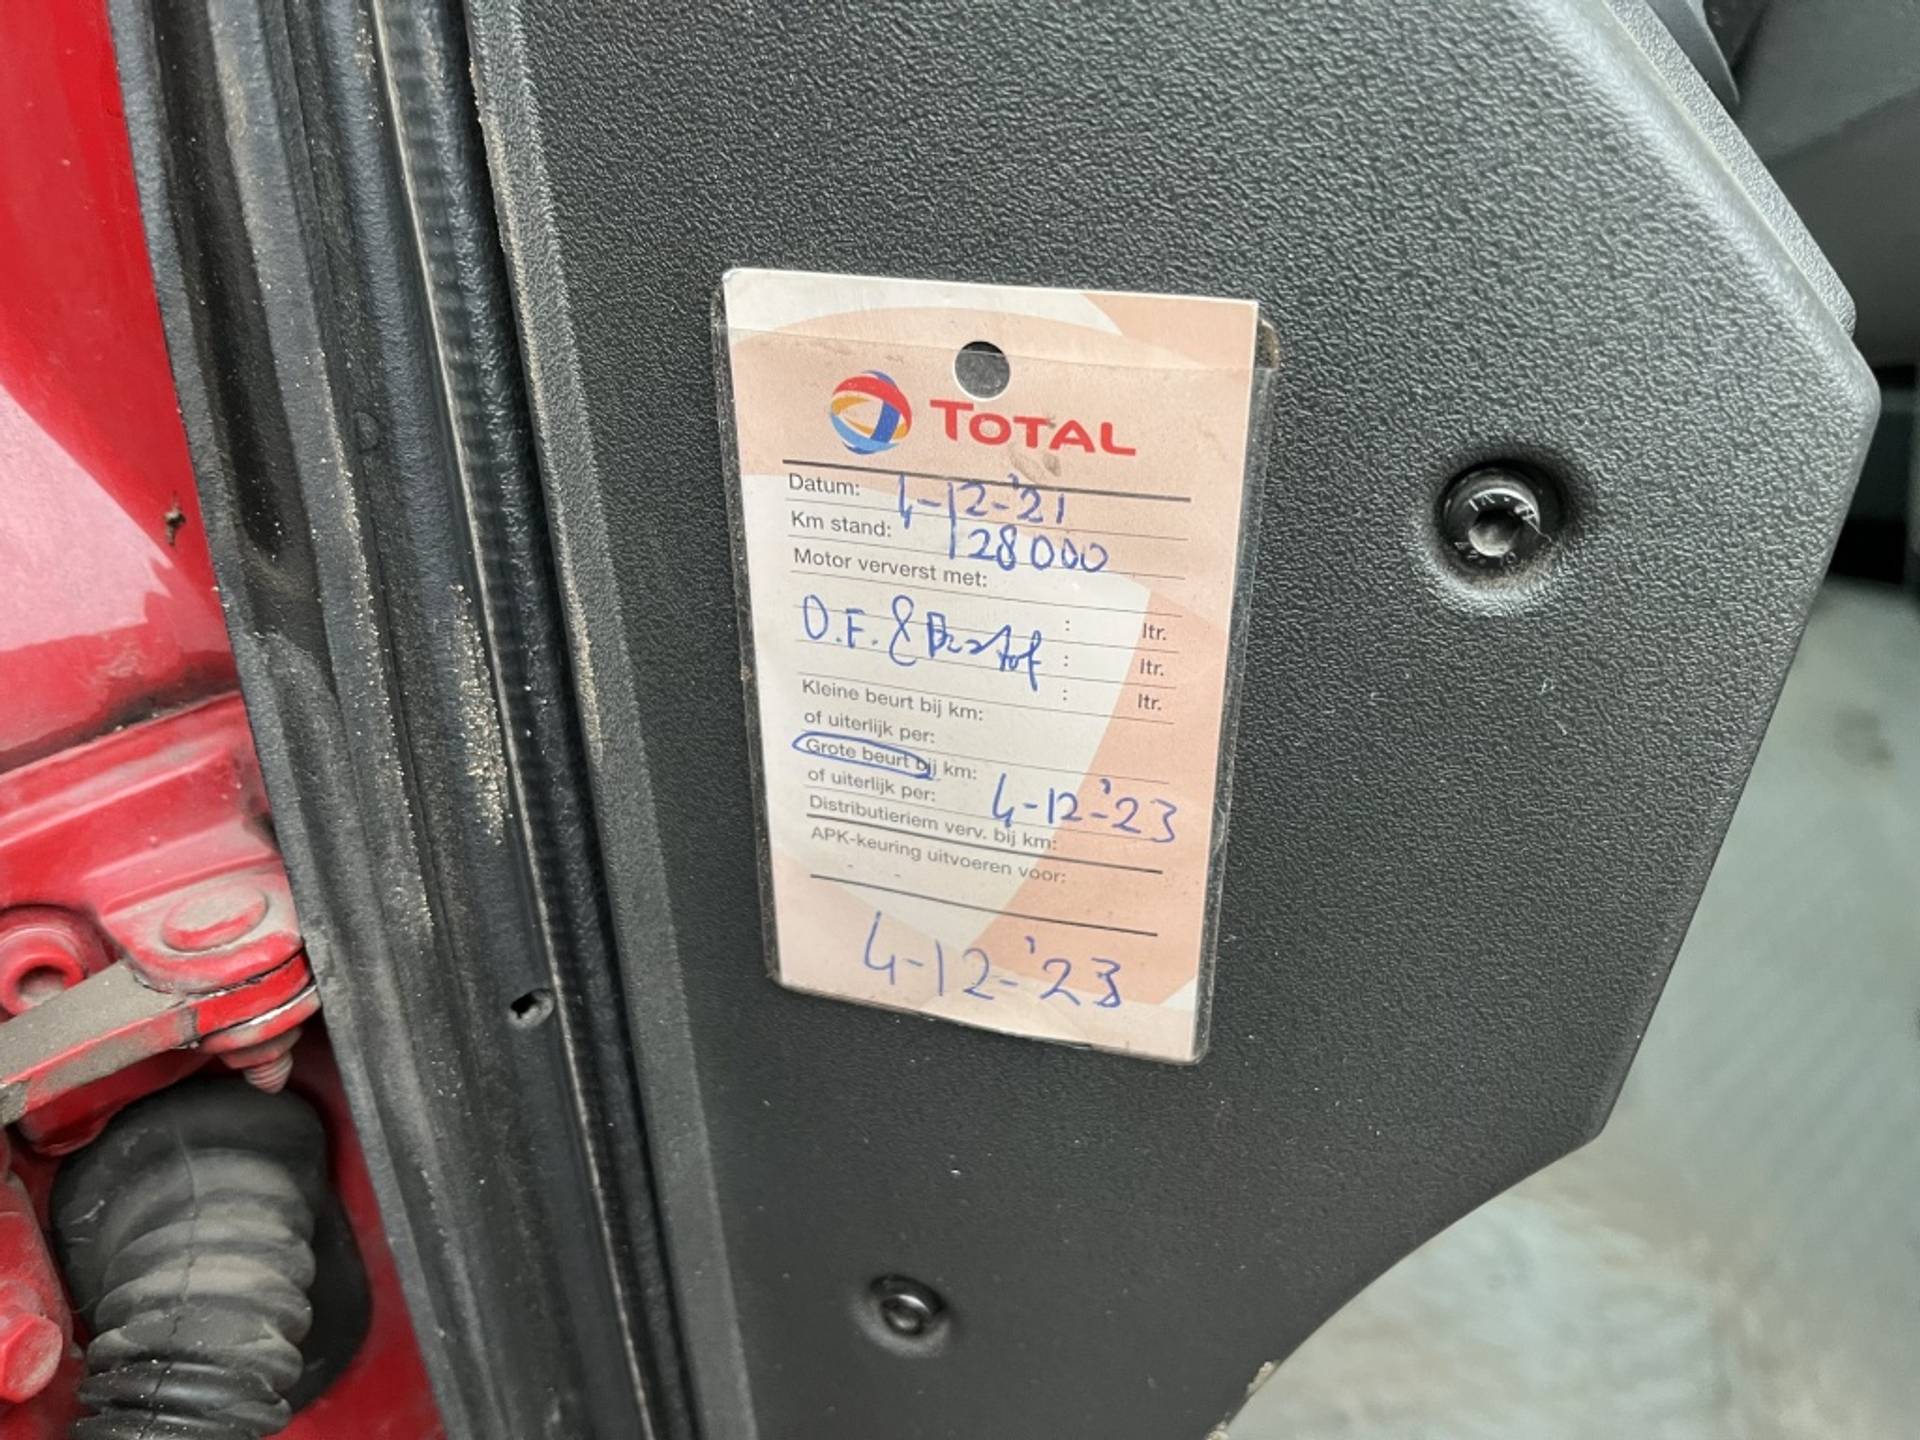 TOTAL
Datum: 4-12-'21
Km stand: 128000
Motor ververst met:
: ltr.
O.F. & : ltr.
: ltr.
Kleine beurt bij km:
of uiterlijk per:
Grote beurt bij km:
of uiterlijk per: 4-12-'23
Distributieriem verv. bij km:
APK-keuring uitvoeren voor:
4-12-'23